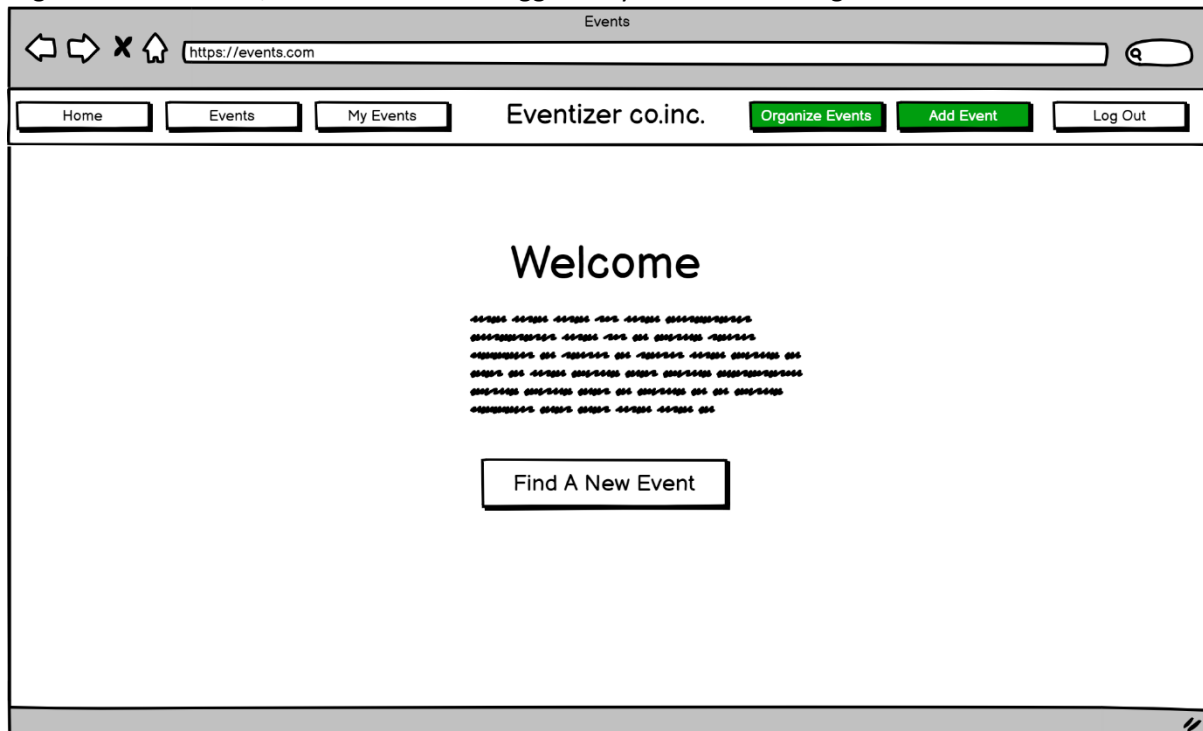 Events
https://events.com
Home Events My Events Eventizer co.inc. Organize Events Add Event Log Out
Welcome
Find A New Event